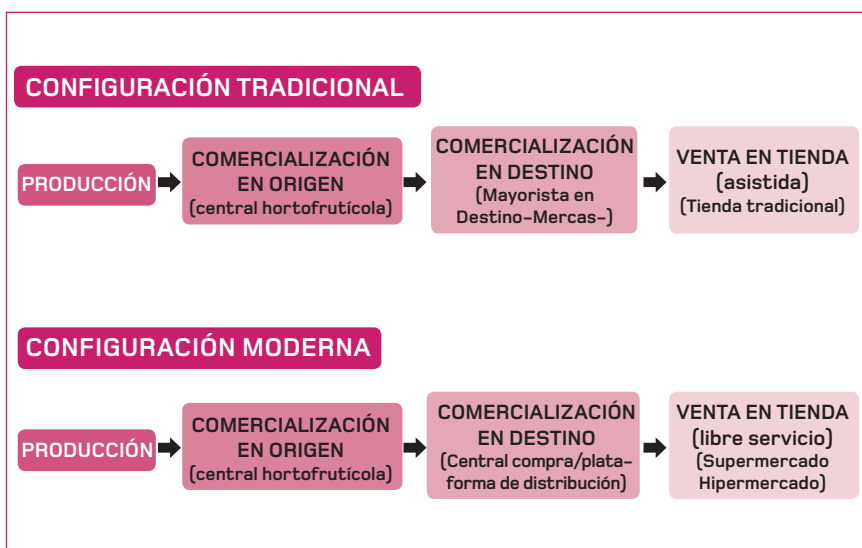 CONFIGURACIÓN TRADICIONAL
PRODUCCIÓN
COMERCIALIZACIÓN
EN ORIGEN
(central hortofrutícola)
COMERCIALIZACIÓN
EN DESTINO
(Mayorista en
Destino-Mercas-)
VENTA EN TIENDA
(asistida)
(Tienda tradicional)
CONFIGURACIÓN MODERNA
PRODUCCIÓN
COMERCIALIZACIÓN
EN ORIGEN
(central hortofrutícola)
COMERCIALIZACIÓN
EN DESTINO
(Central compra/plata-
forma de distribución)
VENTA EN TIENDA
(libre servicio)
(Supermercado
Hipermercado)